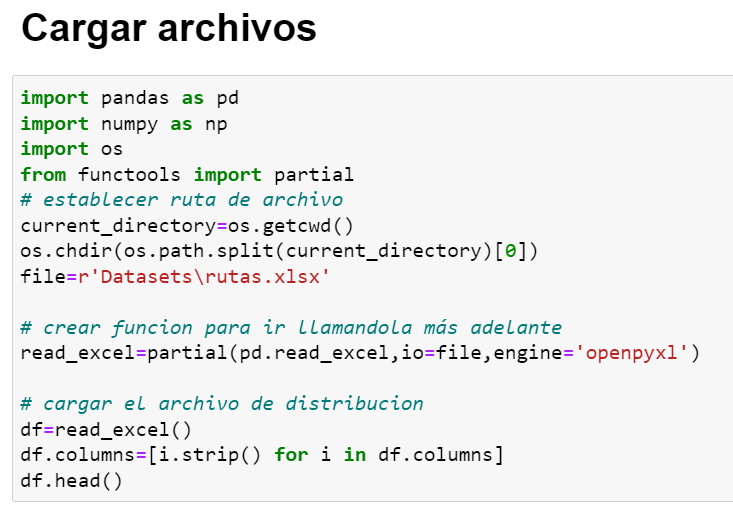 Cargar archivos
import pandas as pd
import numpy as np
import os
from functools import partial
# establecer ruta de archivo
current_directory=os.getcwd()
os.chdir(os.path.split(current_directory)[0])
file=r'Datasets\rutas.xlsx'
# crear funcion para ir llamandola más adelante
read_excel=partial(pd.read_excel,io=file,engine='openpyxl')
# cargar el archivo de distribucion
df=read_excel()
df.columns=[i.strip() for i in df.columns]
df.head()